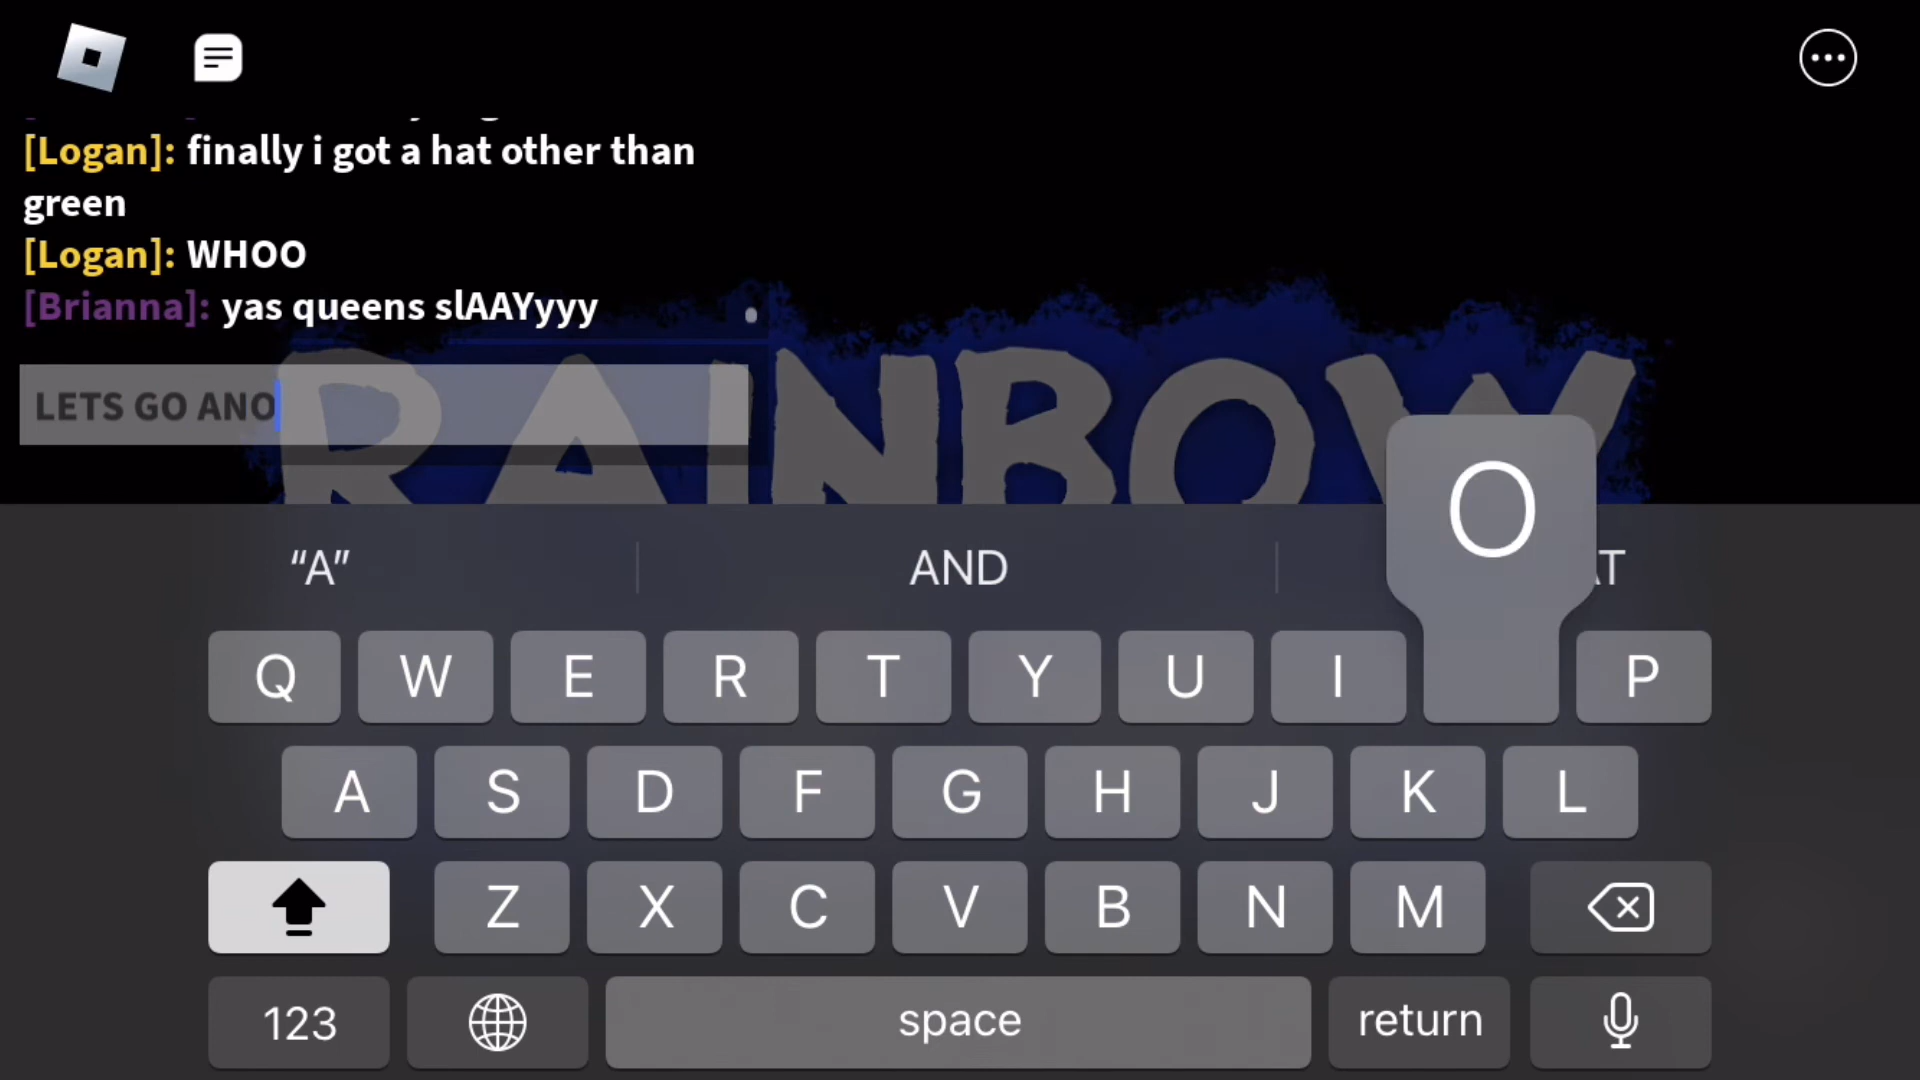 [Logan]: finally i got a hat other than
green
[Logan]: WHOO
[Brianna]: yas queens slAAYyyy
LETS GO ANO
RAINBOW
“A” AND
O
Q W E R T Y U I P
A S D F G H J K L
Z X C V B N M
123 space return